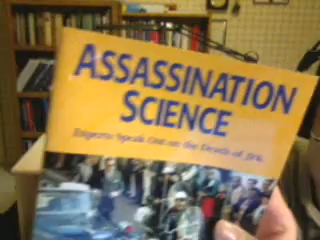 ASSASSINATION
SCIENCE
Experts Speak Out on the Death of JFK